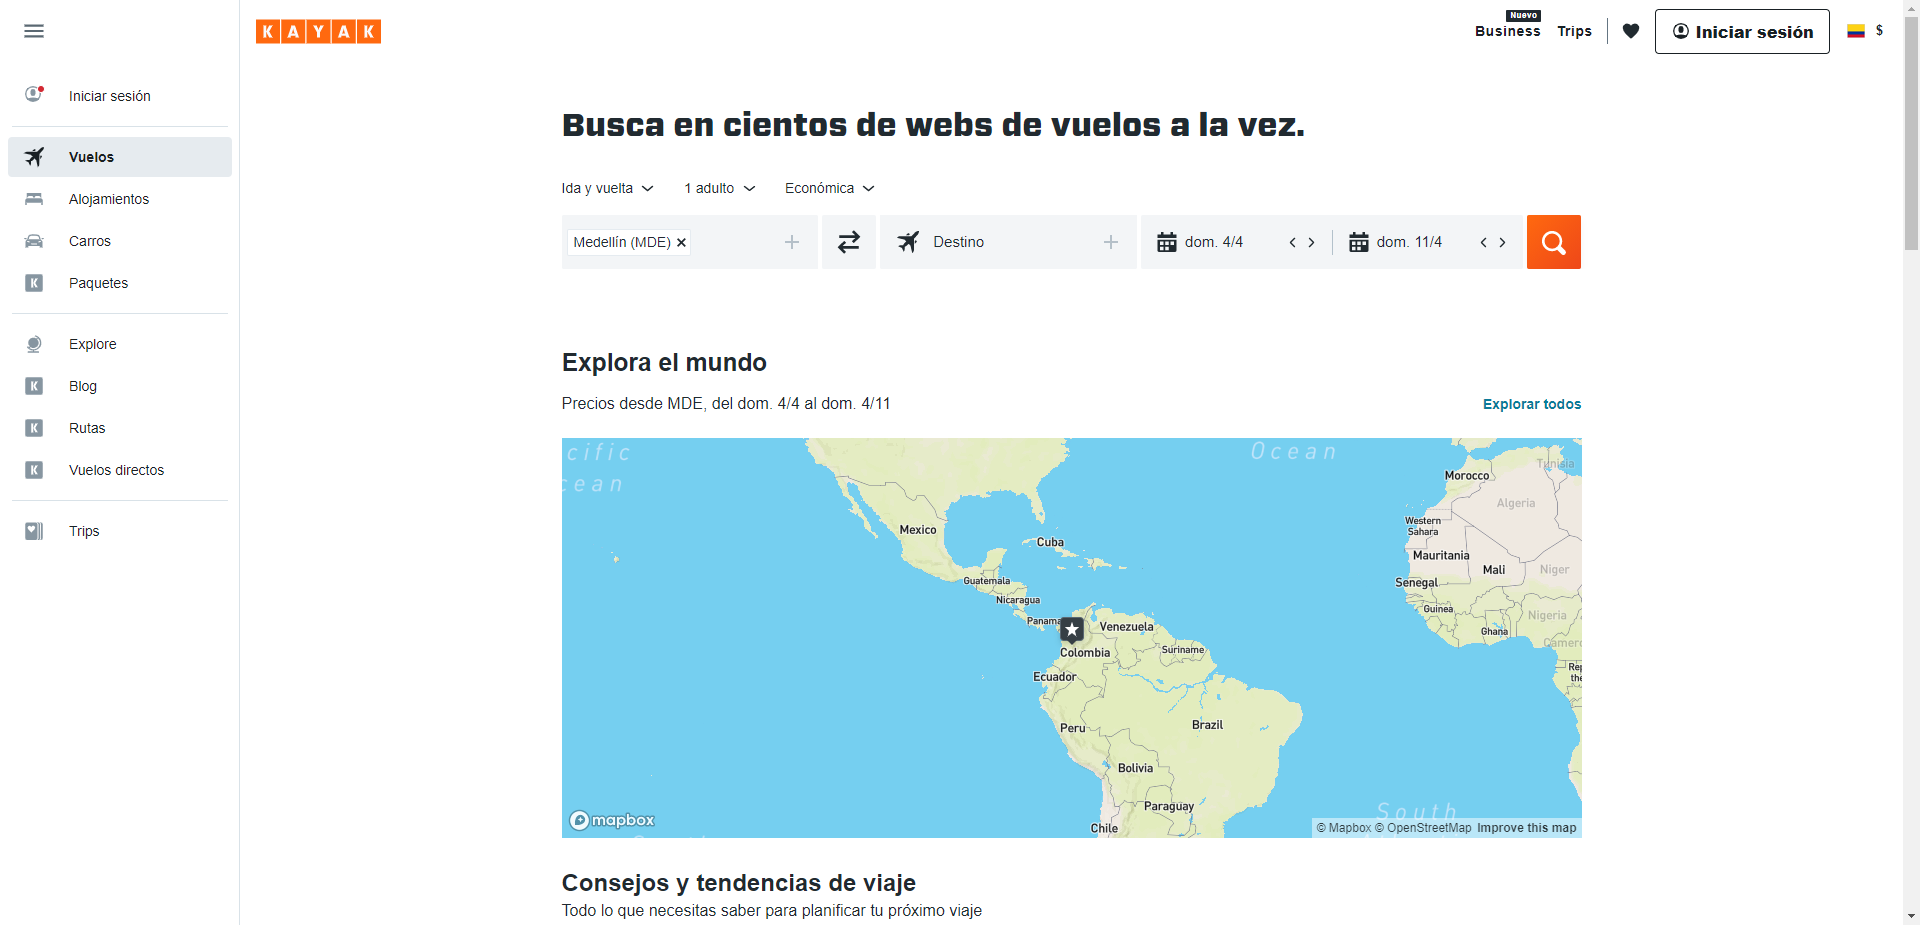 KAYAK
Nuevo
Business
Trips
Iniciar sesión
$
Iniciar sesión
Vuelos
Alojamientos
Carros
K Paquetes
Explore
K Blog
K Rutas
K Vuelos directos
Trips
Busca en cientos de webs de vuelos a la vez.
Ida y vuelta
1 adulto
Económica
Medellín (MDE)
Destino
dom. 4/4
dom. 11/4
Explora el mundo
Precios desde MDE, del dom. 4/4 al dom. 4/11
Explorar todos
cific
cean
Ocean
Tunisia
Morocco
Algeria
Western
Sahara
Mexico
Cuba
Mauritania
Mali
Niger
Guatemala
Senegal
Nicaragua
Guinea
Nigeria
Panama
Venezuela
Ghana
Camero
Colombia
Suriname
Rep
the
Ecuador
Peru
Brazil
Bolivia
Paraguay
South
Chile
mapbox
© Mapbox © OpenStreetMap Improve this map
Consejos y tendencias de viaje
Todo lo que necesitas saber para planificar tu próximo viaje